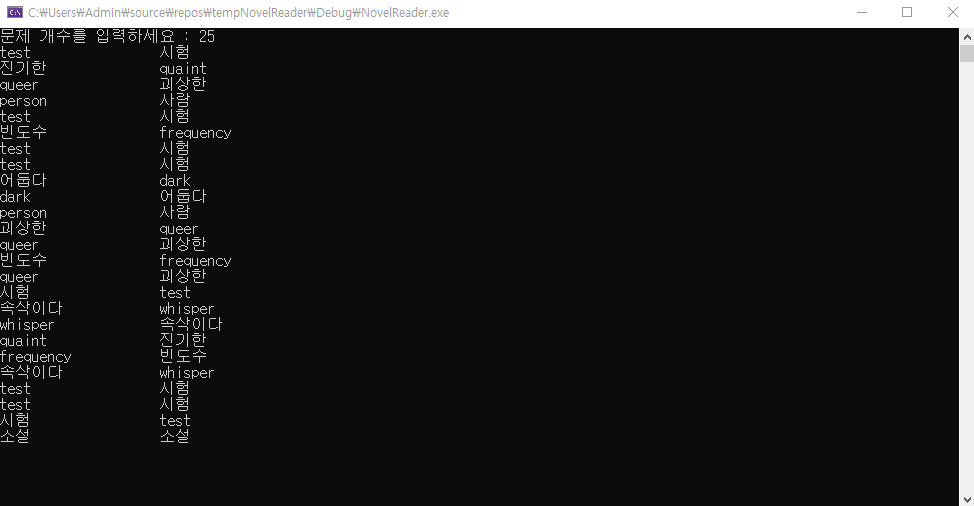 C:₩Users₩Admin₩source₩repos₩tempNovelReader₩Debug₩NovelReader.exe
문제 개수를 입력하세요 : 25
test 시험
진기한 quaint
queer 괴상한
person 사람
test 시험
빈도수 frequency
test 시험
test 시험
어둡다 dark
dark 어둡다
person 사람
괴상한 queer
queer 괴상한
빈도수 frequency
queer 괴상한
시험 test
속삭이다 whisper
whisper 속삭이다
quaint 진기한
frequency 빈도수
속삭이다 whisper
test 시험
test 시험
시험 test
소설 소설